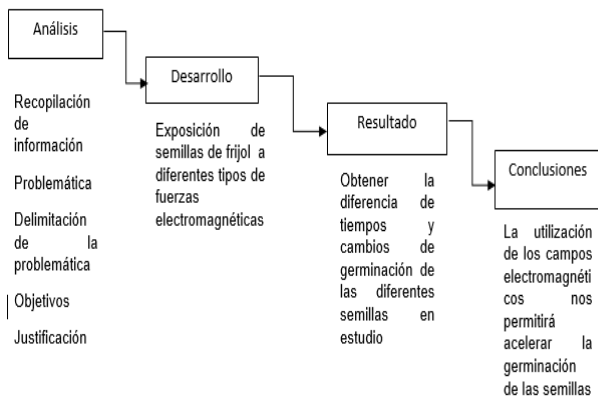 Análisis
Recopilación
de
información
Problemática
Delimitación
de la
problemática
Objetivos
Justificación
Desarrollo
Exposición de
semillas de frijol a
diferentes tipos de
fuerzas
electromagnéticas
Resultado
Obtener la
diferencia de
tiempos y
cambios de
germinación de
las diferentes
semillas en
estudio
Conclusiones
La utilización
de los campos
electromagnéti
cos nos
permitirá
acelerar la
germinación
de las semillas